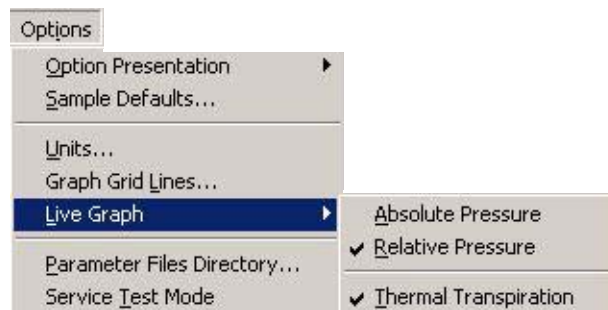 Options
Option Presentation
Sample Defaults...
Units...
Graph Grid Lines...
Live Graph
Absolute Pressure
Relative Pressure
Parameter Files Directory...
Service Test Mode
Thermal Transpiration